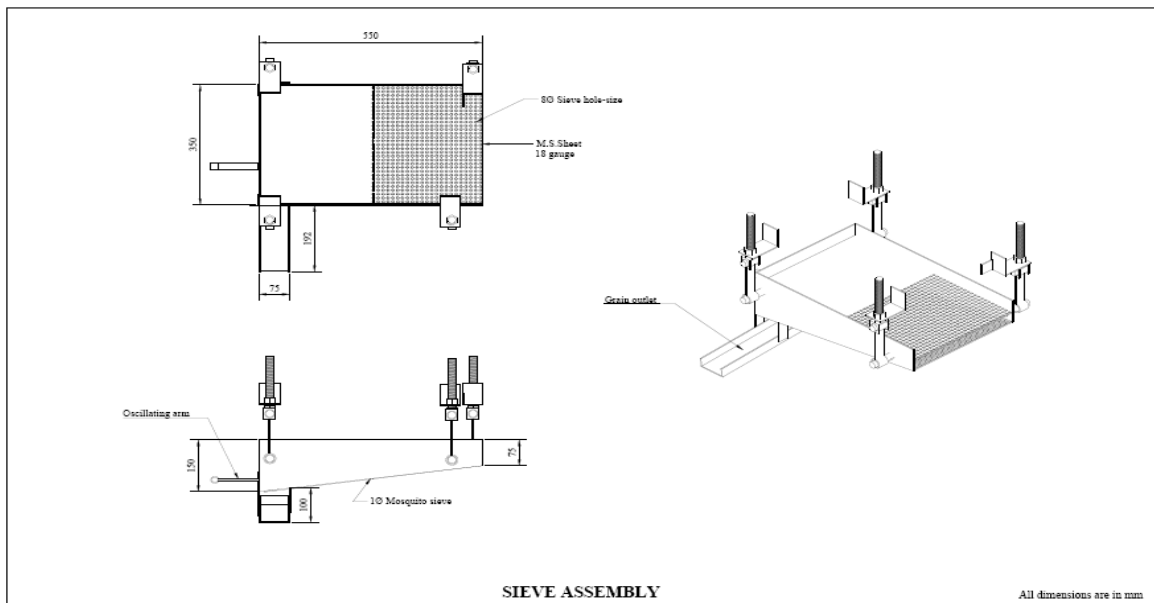 550
8Ø Sieve hole-size
350
M.S.Sheet
18 gauge
192
75
Grain outlet
Oscillating arm
150
75
1Ø Mosquito sieve
100
SIEVE ASSEMBLY
All dimensions are in mm